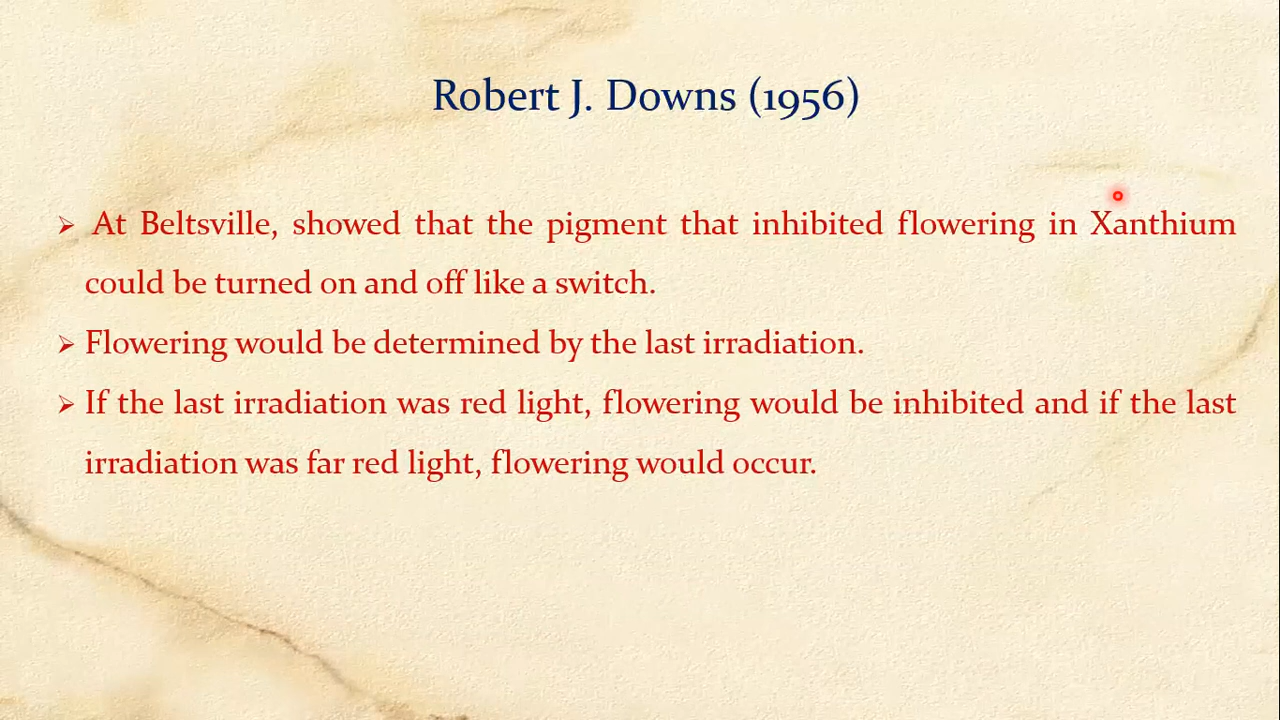 Robert J. Downs (1956)
➢ At Beltsville, showed that the pigment that inhibited flowering in Xanthium
could be turned on and off like a switch.
➢ Flowering would be determined by the last irradiation.
➢ If the last irradiation was red light, flowering would be inhibited and if the last
irradiation was far red light, flowering would occur.